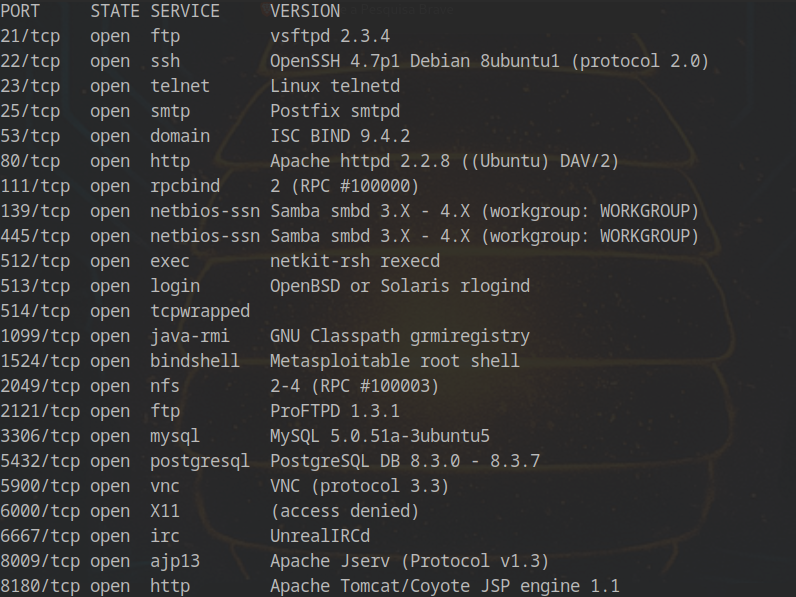 PORT     STATE SERVICE     VERSION
21/tcp   open  ftp         vsftpd 2.3.4
22/tcp   open  ssh         OpenSSH 4.7p1 Debian 8ubuntu1 (protocol 2.0)
23/tcp   open  telnet      Linux telnetd
25/tcp   open  smtp        Postfix smtpd
53/tcp   open  domain      ISC BIND 9.4.2
80/tcp   open  http        Apache httpd 2.2.8 ((Ubuntu) DAV/2)
111/tcp  open  rpcbind     2 (RPC #100000)
139/tcp  open  netbios-ssn Samba smbd 3.X - 4.X (workgroup: WORKGROUP)
445/tcp  open  netbios-ssn Samba smbd 3.X - 4.X (workgroup: WORKGROUP)
512/tcp  open  exec        netkit-rsh rexecd
513/tcp  open  login       OpenBSD or Solaris rlogind
514/tcp  open  tcpwrapped
1099/tcp open  java-rmi    GNU Classpath grmiregistry
1524/tcp open  bindshell   Metasploitable root shell
2049/tcp open  nfs         2-4 (RPC #100003)
2121/tcp open  ftp         ProFTPD 1.3.1
3306/tcp open  mysql       MySQL 5.0.51a-3ubuntu5
5432/tcp open  postgresql  PostgreSQL DB 8.3.0 - 8.3.7
5900/tcp open  vnc         VNC (protocol 3.3)
6000/tcp open  X11         (access denied)
6667/tcp open  irc         UnrealIRCd
8009/tcp open  ajp13       Apache Jserv (Protocol v1.3)
8180/tcp open  http        Apache Tomcat/Coyote JSP engine 1.1